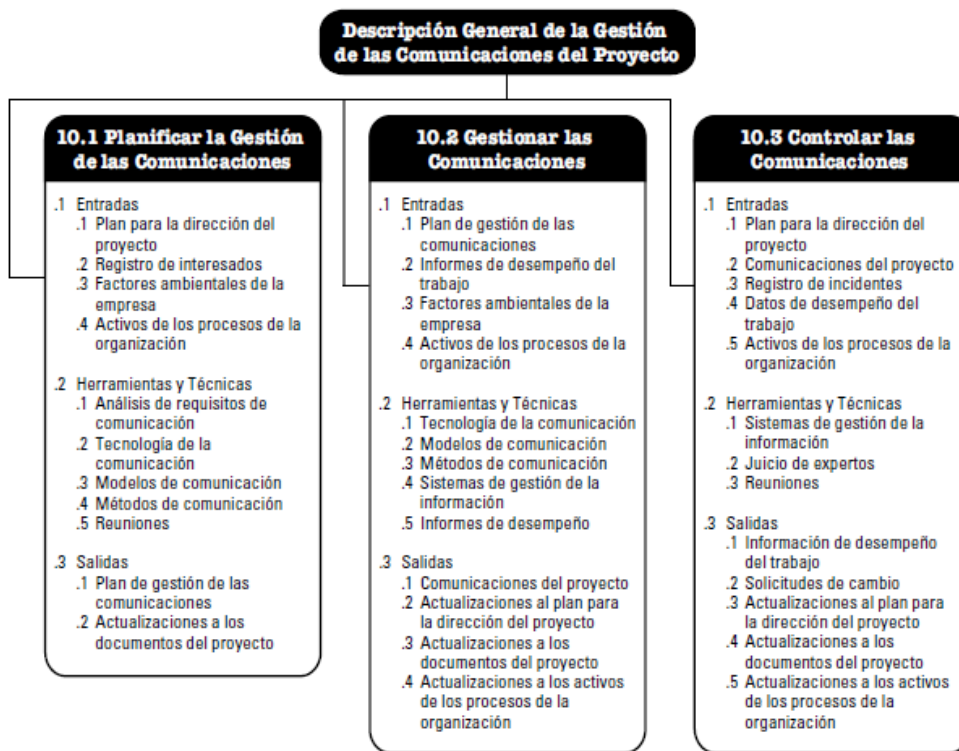 Descripción General de la Gestión
de las Comunicaciones del Proyecto
10.1 Planificar la Gestión
de las Comunicaciones
.1 Entradas
.1 Plan para la dirección del
proyecto
.2 Registro de interesados
.3 Factores ambientales de la
empresa
.4 Activos de los procesos de la
organización
.2 Herramientas y Técnicas
.1 Análisis de requisitos de
comunicación
.2 Tecnología de la
comunicación
.3 Modelos de comunicación
.4 Métodos de comunicación
.5 Reuniones
.3 Salidas
.1 Plan de gestión de las
comunicaciones
.2 Actualizaciones a los
documentos del proyecto
10.2 Gestionar las
Comunicaciones
.1 Entradas
.1 Plan de gestión de las
comunicaciones
.2 Informes de desempeño del
trabajo
.3 Factores ambientales de la
empresa
.4 Activos de los procesos de la
organización
.2 Herramientas y Técnicas
.1 Tecnología de la comunicación
.2 Modelos de comunicación
.3 Métodos de comunicación
.4 Sistemas de gestión de la
información
.5 Informes de desempeño
.3 Salidas
.1 Comunicaciones del proyecto
.2 Actualizaciones al plan para
la dirección del proyecto
.3 Actualizaciones a los
documentos del proyecto
.4 Actualizaciones a los activos
de los procesos de la
organización
10.3 Controlar las
Comunicaciones
.1 Entradas
.1 Plan para la dirección del
proyecto
.2 Comunicaciones del proyecto
.3 Registro de incidentes
.4 Datos de desempeño del
trabajo
.5 Activos de los procesos de la
organización
.2 Herramientas y Técnicas
.1 Sistemas de gestión de la
información
.2 Juicio de expertos
.3 Reuniones
.3 Salidas
.1 Información de desempeño
del trabajo
.2 Solicitudes de cambio
.3 Actualizaciones al plan para
la dirección del proyecto
.4 Actualizaciones a los
documentos del proyecto
.5 Actualizaciones a los activos
de los procesos de la
organización